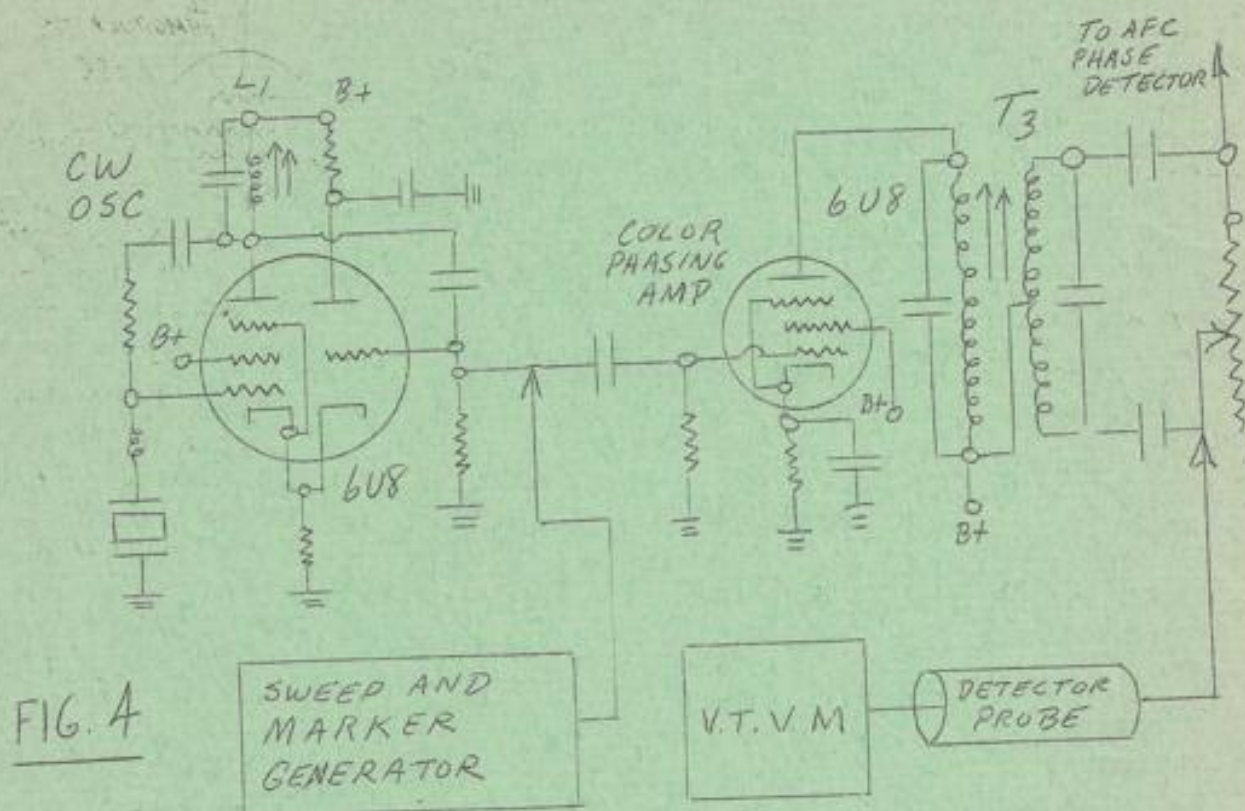 L1
B+
CW
OSC
B+
6U8
COLOR
PHASING
AMP
6U8
B+
B+
T3
TO AFC
PHASE
DETECTOR
SWEEP AND
MARKER
GENERATOR
V.T.V.M
DETECTOR
PROBE
FIG. 4